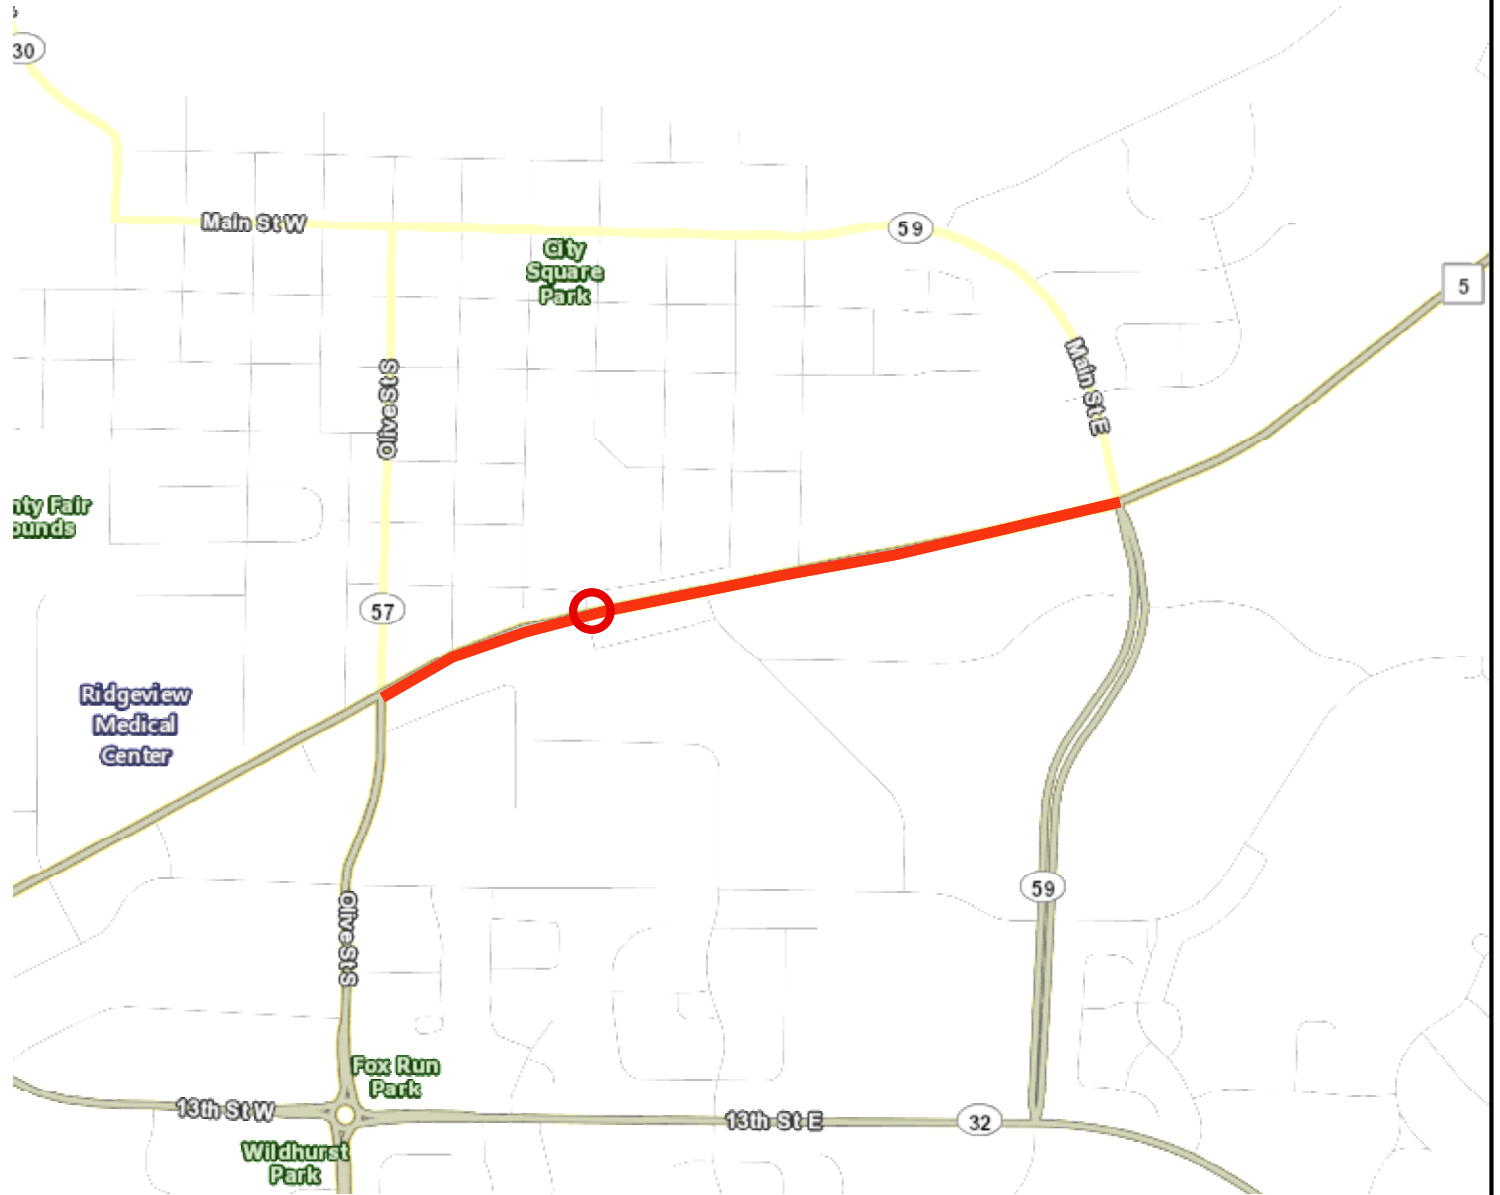 30
Main St W
59
City
Square
Park
5
Main St E
Olive St S
nty Fair
ounds
57
Ridgeview
Medical
Center
59
Olive St S
Fox Run
Park
13th St W
13th St E
32
Wildhurst
Park